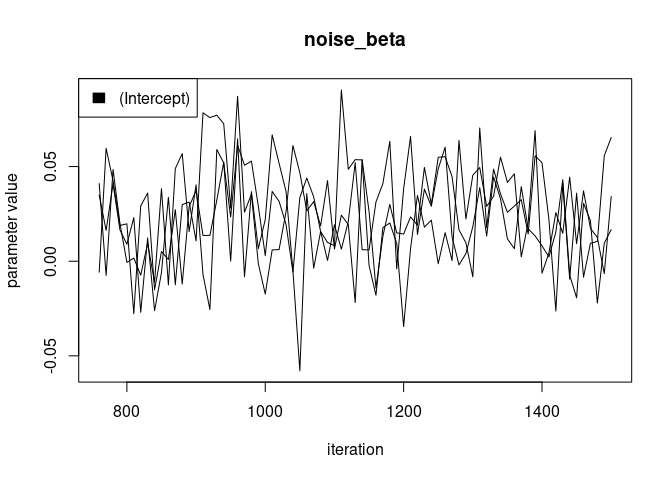 noise_beta
(Intercept)
parameter value
0.05
0.00
-0.05
800 1000 1200 1400
iteration